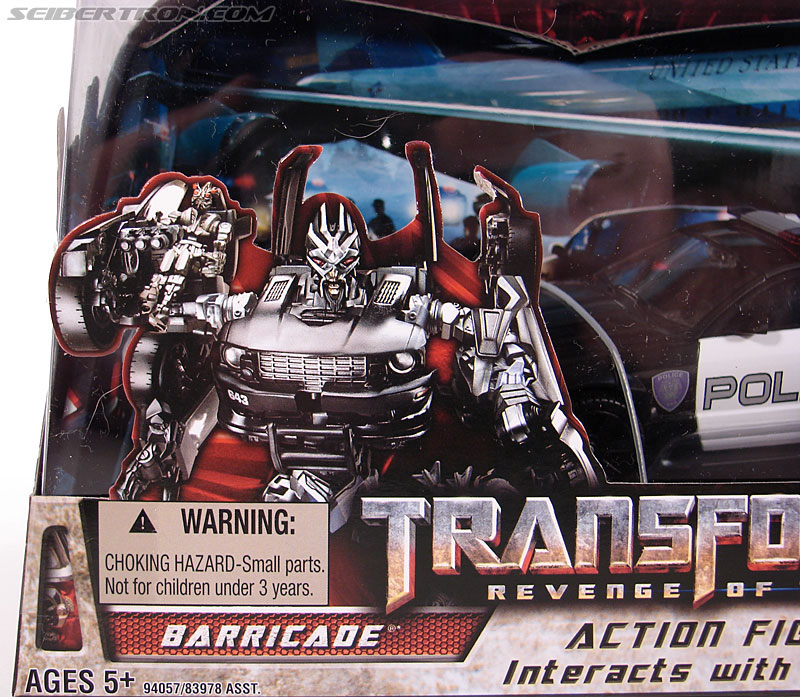 SEIBERTRON.COM
UNITED STATE
643
POLICE
POL
WARNING:
CHOKING HAZARD-Small parts.
Not for children under 3 years.
TRANSFO
REVENGE OF
BARRICADE
ACTION FIG
Interacts with
AGES 5+ 94057/83978 ASST.